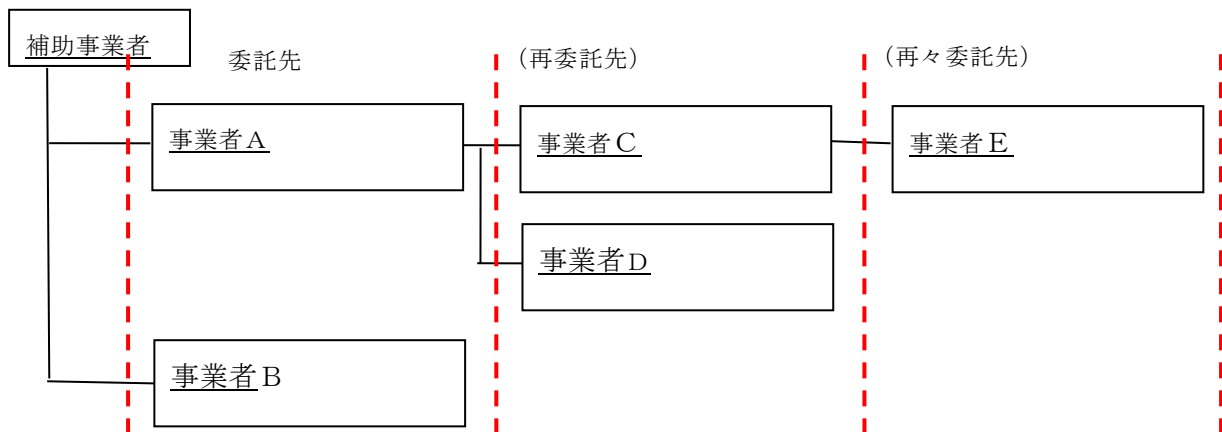 補助事業者
委託先
(再委託先)
(再々委託先)
事業者A
事業者C
事業者E
事業者D
事業者B